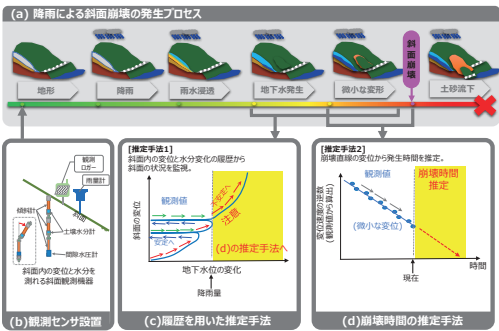 (a) 降雨による斜面崩壊の発生プロセス
地形
降雨
雨水浸透
地下水発生
微小な変形
斜面崩壊
土砂流下
観測
ロガー
雨量計
斜面
傾斜計
土壌水分計
間隙水圧計
斜面内の変位と水分を
測れる斜面観測機器
(b)観測センサ設置
[推定手法1]
斜面内の変位と水分変化の履歴から
斜面の状況を監視。
斜面の変位
観測値
不安定へ
注意
安定へ
(d)の推定手法へ
地下水位の変化
降雨量
(c)履歴を用いた推定手法
[推定手法2]
崩壊直線の変位から発生時間を推定。
変位速度の逆数
(観測値から算出)
観測値
(微小な変位)
崩壊時間
推定
時間
現在
(d)崩壊時間の推定手法